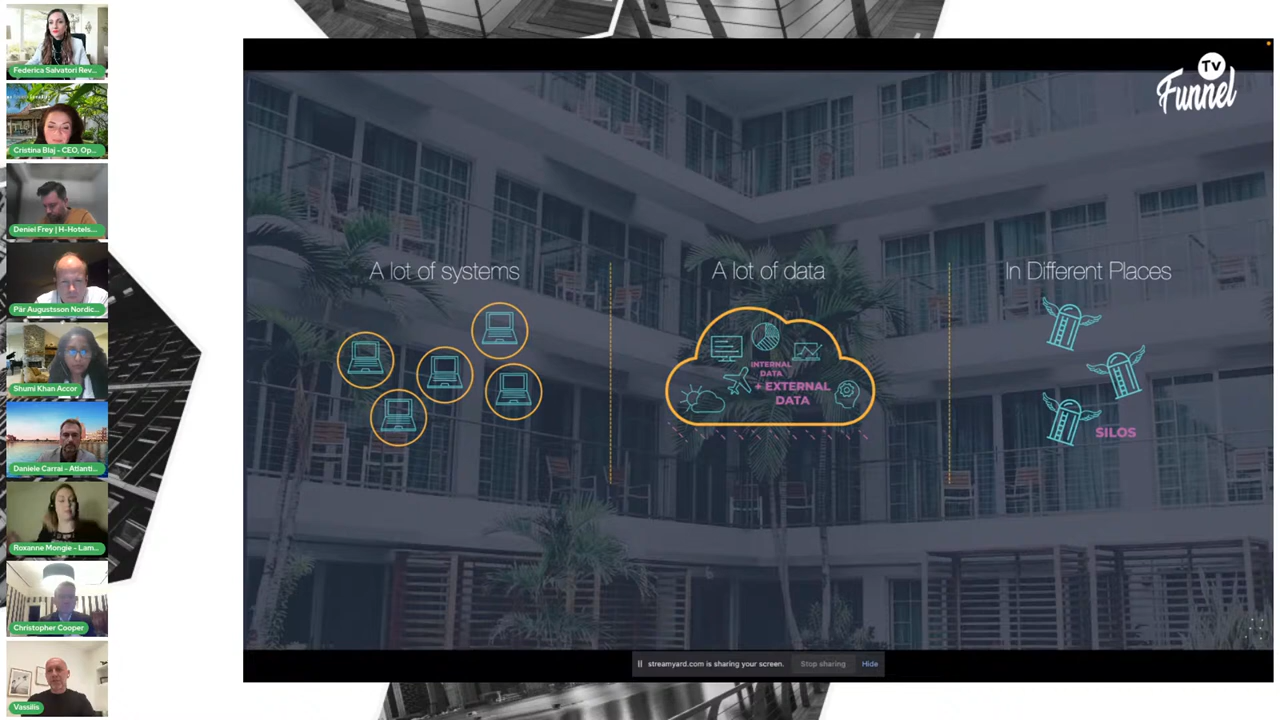 Federica Salvatori Rev...
Cristina Blaj - CEO, Op...
Deniel Frey | H-Hotels...
Pär Augustsson Nordic...
Shumi Khan Accor
Daniele Carrai - Atlanti...
Roxanne Mongie - Lam...
Christopher Cooper
Vassilis
TV
Funnel
A lot of systems
A lot of data
INTERNAL
DATA
+ EXTERNAL
DATA
In Different Places
SILOS
streamyard.com is sharing your screen.
Stop sharing
Hide